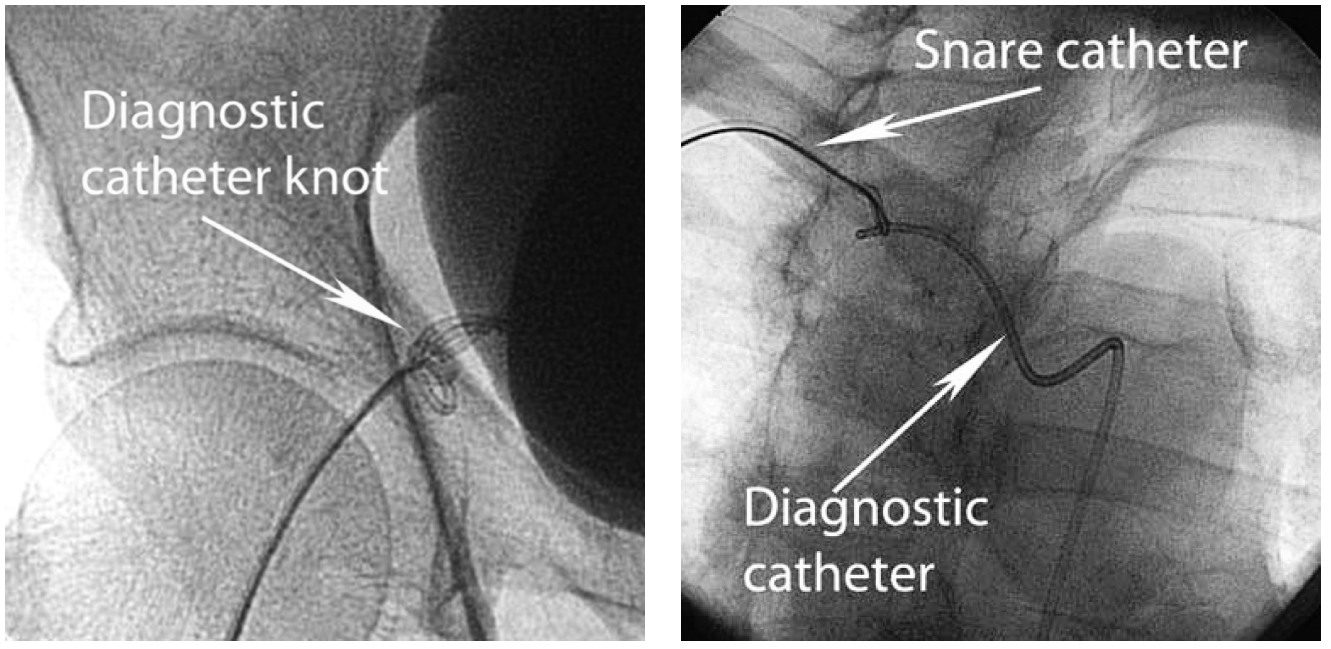 Diagnostic
catheter knot
Snare catheter
Diagnostic
catheter